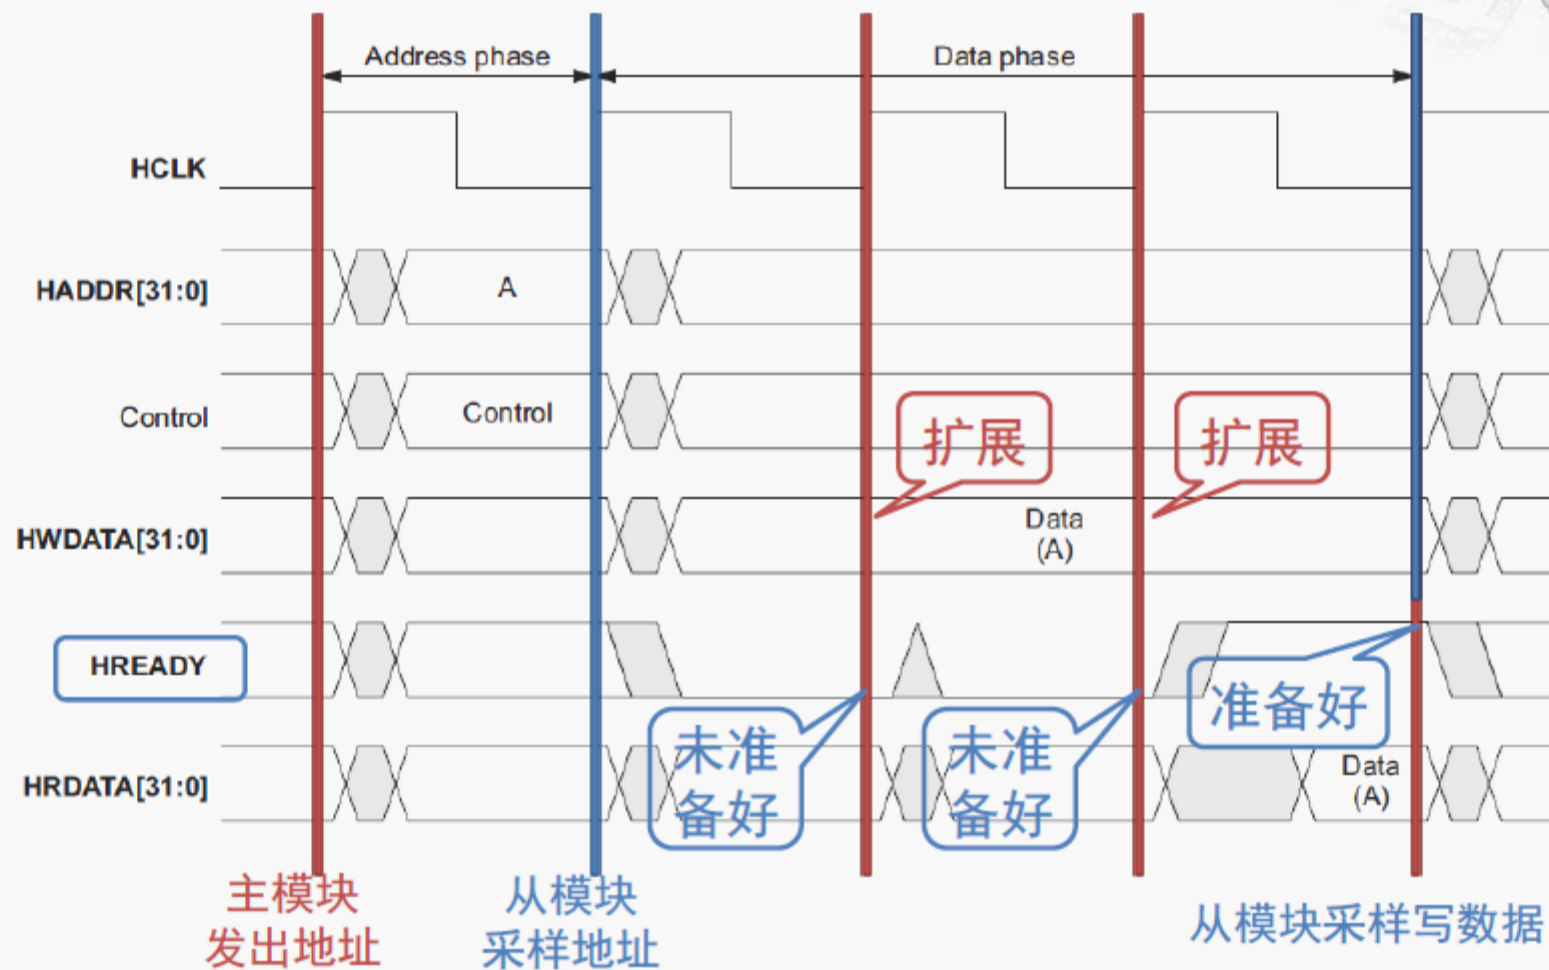 Address phase
Data phase
HCLK
HADDR[31:0]
A
Control
Control
扩展
扩展
HWDATA[31:0]
Data
(A)
HREADY
准备好
未准
备好
未准
备好
HRDATA[31:0]
Data
(A)
主模块
发出地址
从模块
采样地址
从模块采样写数据